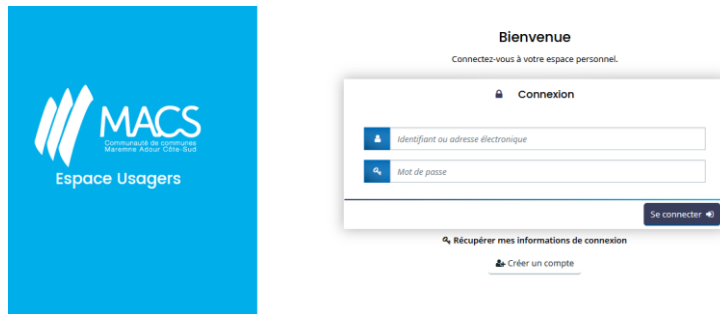 MACS
Communauté de communes
Maremne Adour Côte-Sud
Espace Usagers
Bienvenue
Connectez-vous à votre espace personnel.
Connexion
Identifiant ou adresse électronique
Mot de passe
Se connecter
Récupérer mes informations de connexion
Créer un compte